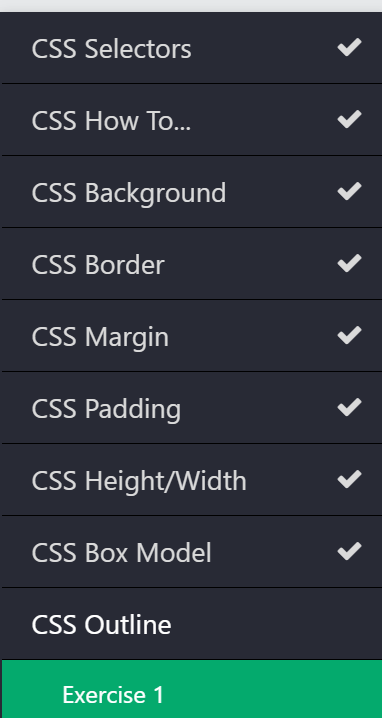 CSS Selectors
CSS How To...
CSS Background
CSS Border
CSS Margin
CSS Padding
CSS Height/Width
CSS Box Model
CSS Outline
Exercise 1